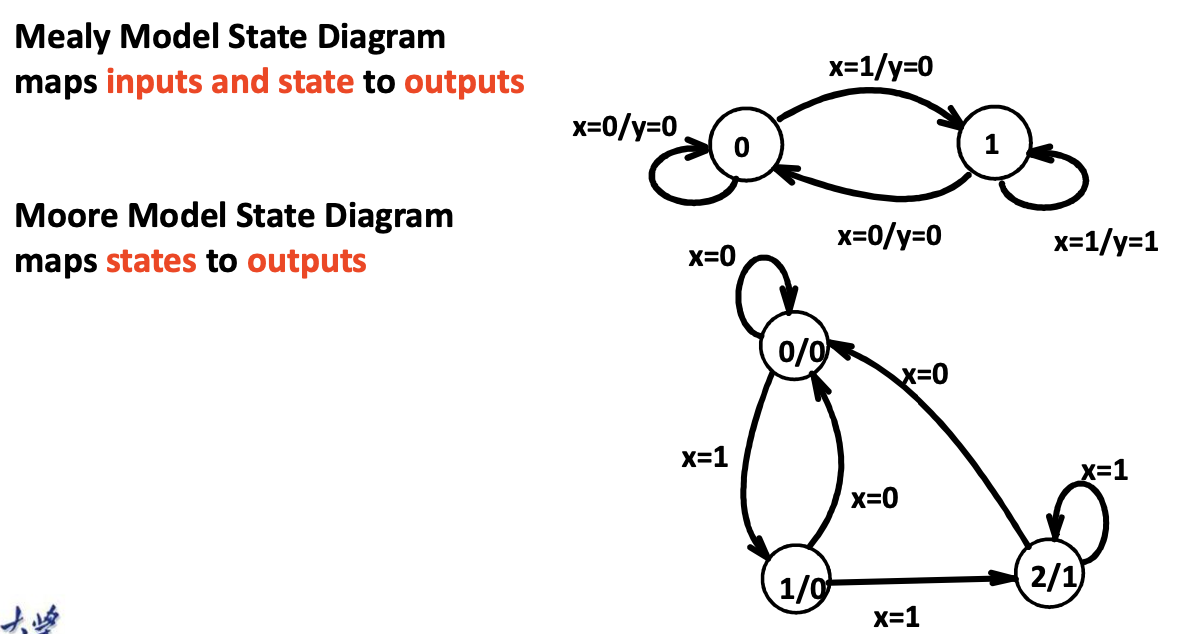 Mealy Model State Diagram
maps inputs and state to outputs
x=1/y=0
x=0/y=0
0
1
x=0/y=0
x=1/y=1
Moore Model State Diagram
maps states to outputs
x=0
0/0
x=0
x=1
x=0
x=1
1/0
2/1
x=1